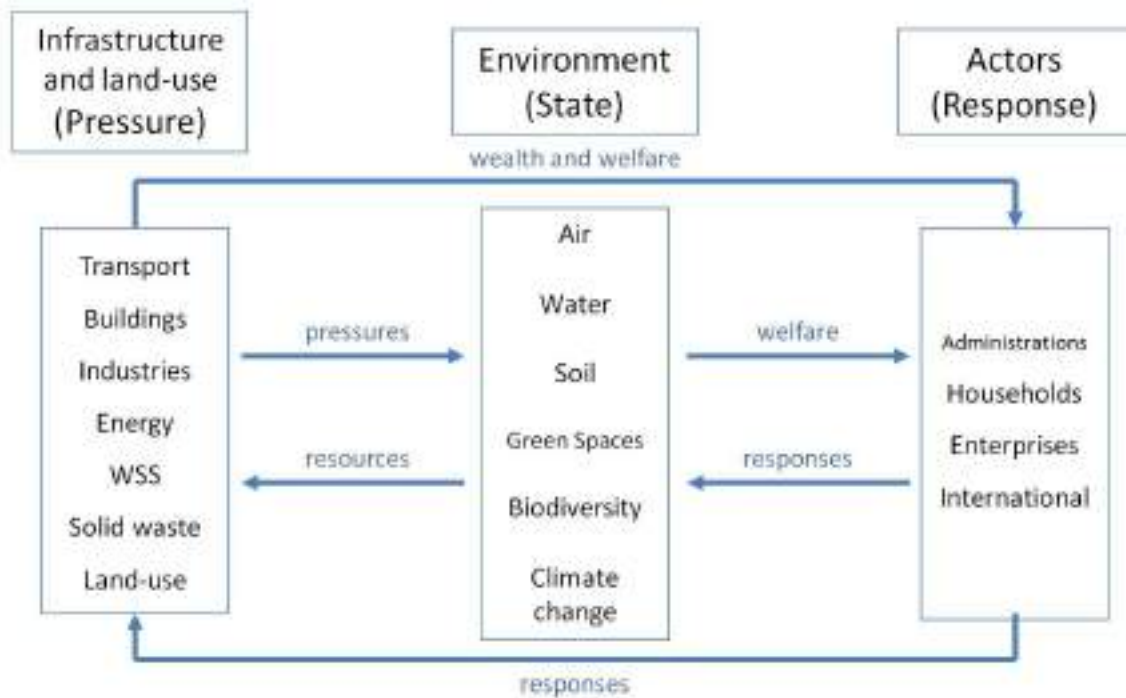 Infrastructure
and land-use
(Pressure)
Environment
(State)
Actors
(Response)
wealth and welfare
Transport
Buildings
Industries
Energy
WSS
Solid waste
Land-use
pressures
resources
Air
Water
Soil
Green Spaces
Biodiversity
Climate
change
welfare
responses
Administrations
Households
Enterprises
International
responses